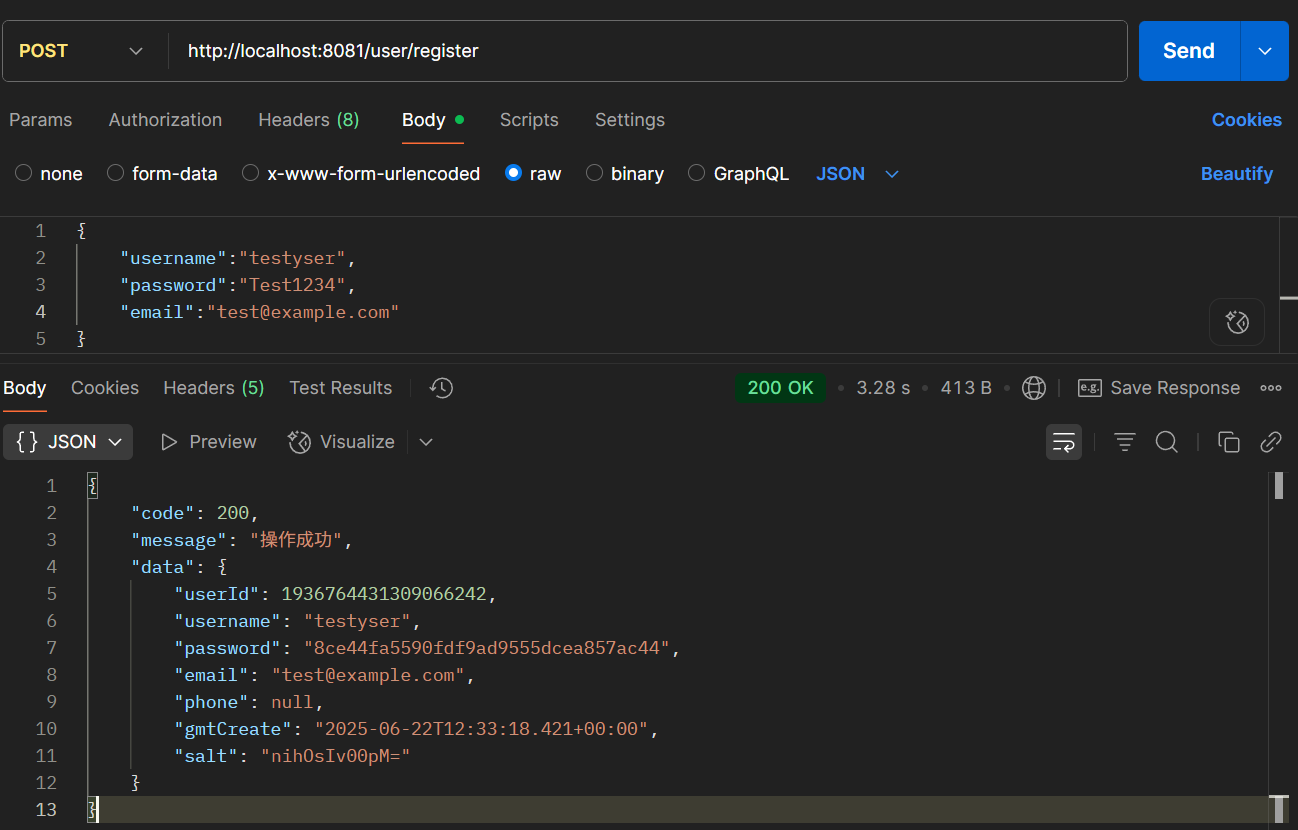 POST http://localhost:8081/user/register Send
Params Authorization Headers (8) Body Scripts Settings Cookies
none form-data x-www-form-urlencoded raw binary GraphQL JSON Beautify
1 {
2 "username":"testyser",
3 "password":"Test1234",
4 "email":"test@example.com"
5 }
Body Cookies Headers (5) Test Results 200 OK 3.28 s 413 B e.g. Save Response
{} JSON Preview Visualize
1 {
2 "code": 200,
3 "message": "操作成功",
4 "data": {
5 "userId": 1936764431309066242,
6 "username": "testyser",
7 "password": "8ce44fa5590fdf9ad9555dcea857ac44",
8 "email": "test@example.com",
9 "phone": null,
10 "gmtCreate": "2025-06-22T12:33:18.421+00:00",
11 "salt": "nihOsIv00pM="
12 }
13 }